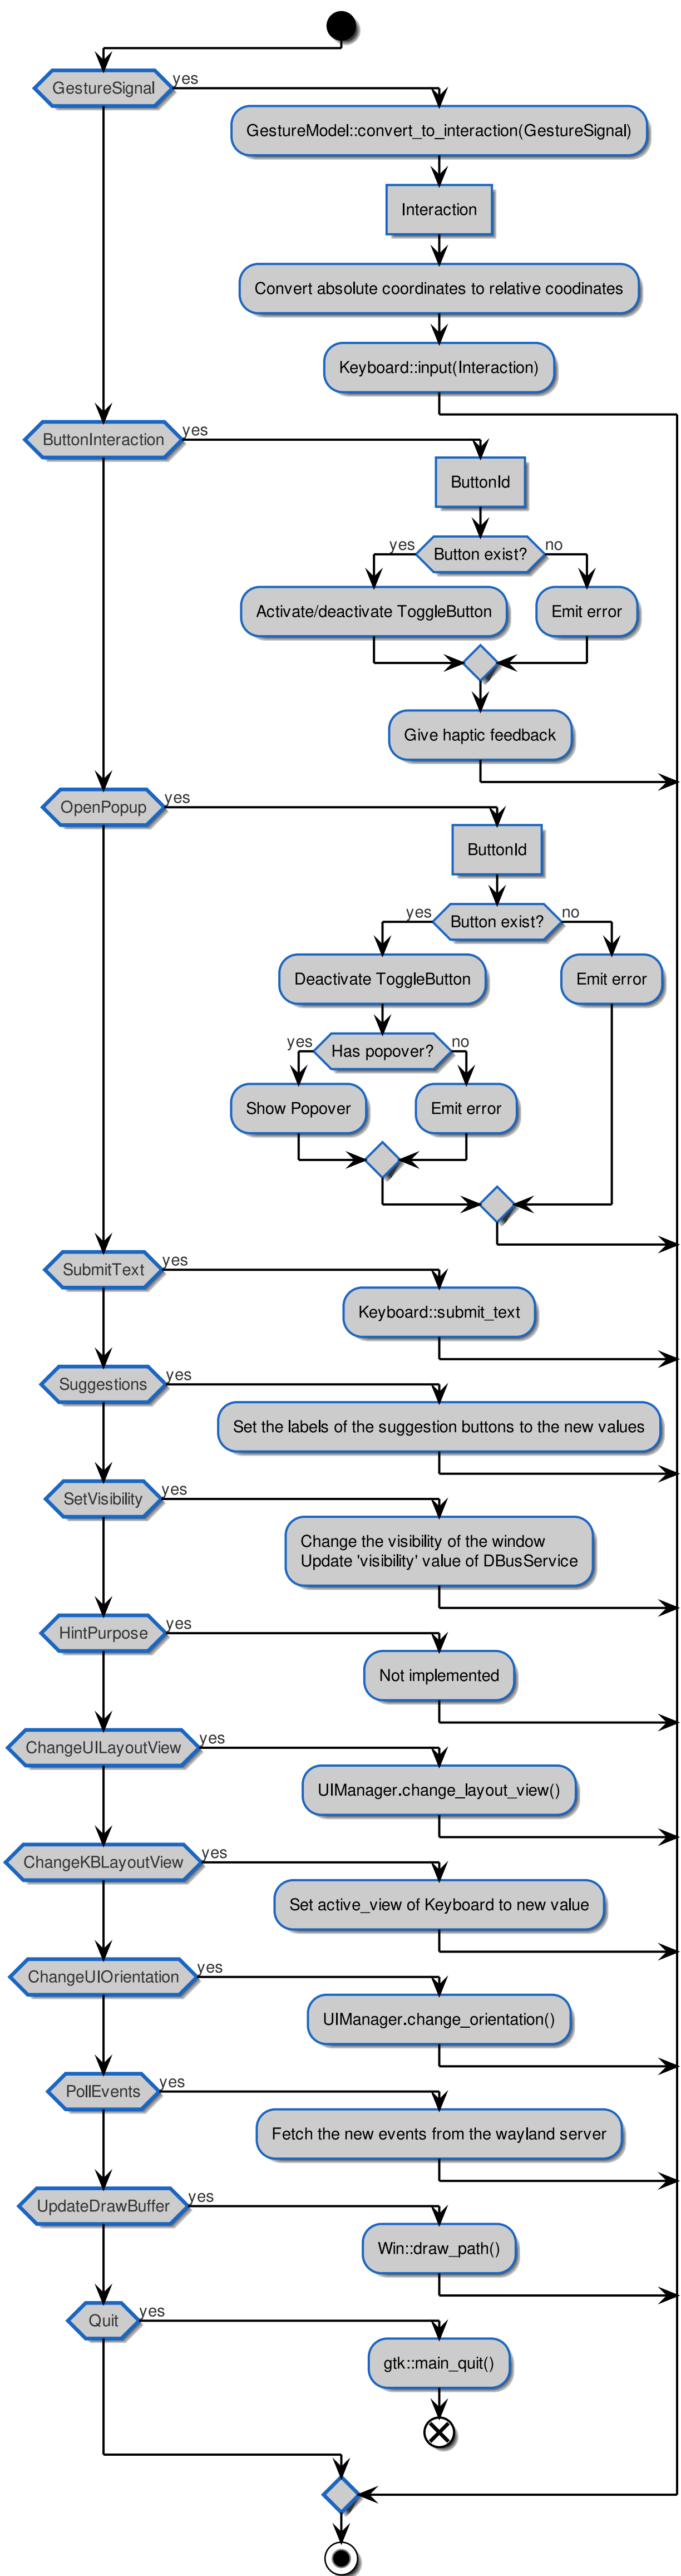 GestureSignal
yes
GestureModel::convert_to_interaction(GestureSignal)
Interaction
Convert absolute coordinates to relative coodinates
Keyboard::input(Interaction)
ButtonInteraction
yes
ButtonId
yes
Button exist?
no
Activate/deactivate ToggleButton
Emit error
Give haptic feedback
OpenPopup
yes
ButtonId
yes
Button exist?
no
Deactivate ToggleButton
Emit error
yes
Has popover?
no
Show Popover
Emit error
SubmitText
yes
Keyboard::submit_text
Suggestions
yes
Set the labels of the suggestion buttons to the new values
SetVisibility
yes
Change the visibility of the window
Update 'visibility' value of DBusService
HintPurpose
yes
Not implemented
ChangeUILayoutView
yes
UIManager.change_layout_view()
ChangeKBLayoutView
yes
Set active_view of Keyboard to new value
ChangeUIOrientation
yes
UIManager.change_orientation()
PollEvents
yes
Fetch the new events from the wayland server
UpdateDrawBuffer
yes
Win::draw_path()
Quit
yes
gtk::main_quit()